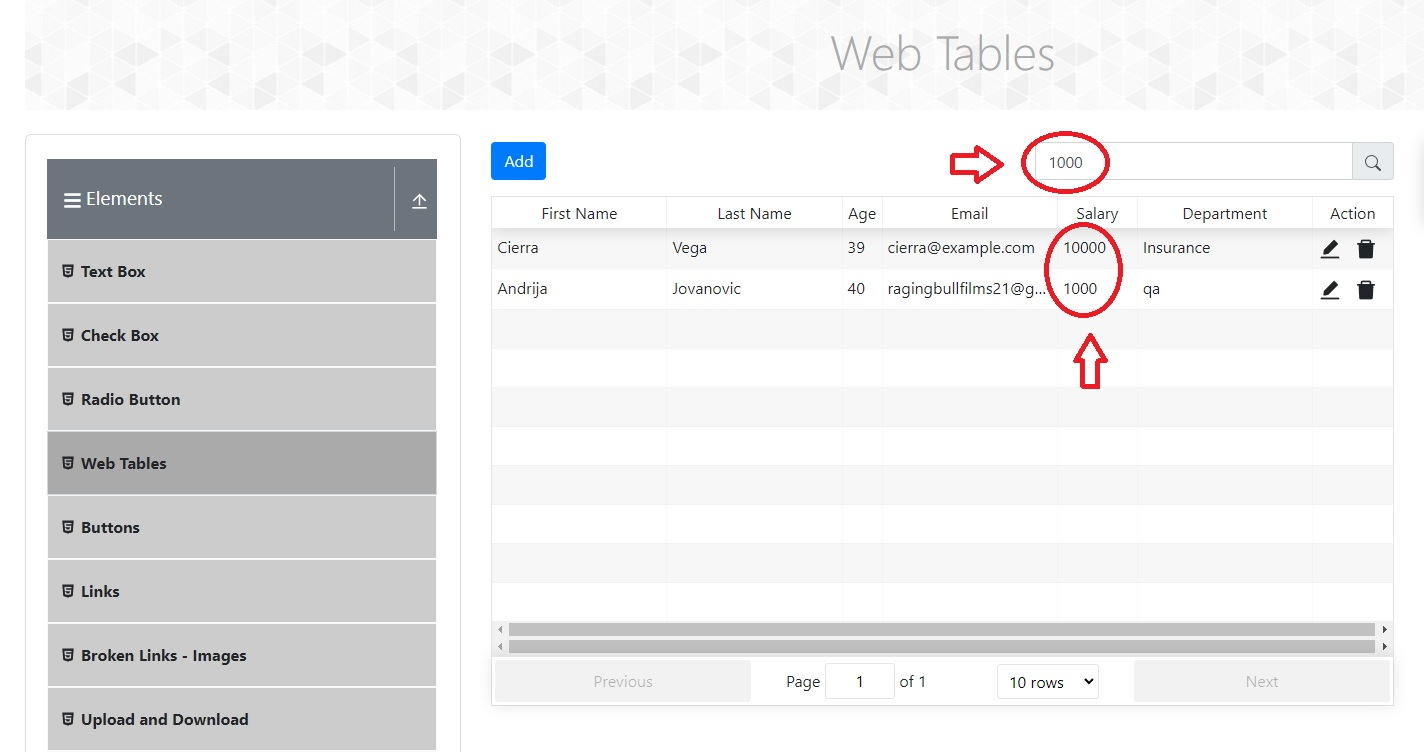 Web Tables
Elements
Text Box
Check Box
Radio Button
Web Tables
Buttons
Links
Broken Links - Images
Upload and Download
Add
1000
First Name Last Name Age Email Salary Department Action
Cierra Vega 39 cierra@example.com 10000 Insurance
Andrija Jovanovic 40 ragingbullfilms21@g... 1000 qa
Previous Page 1 of 1 10 rows Next